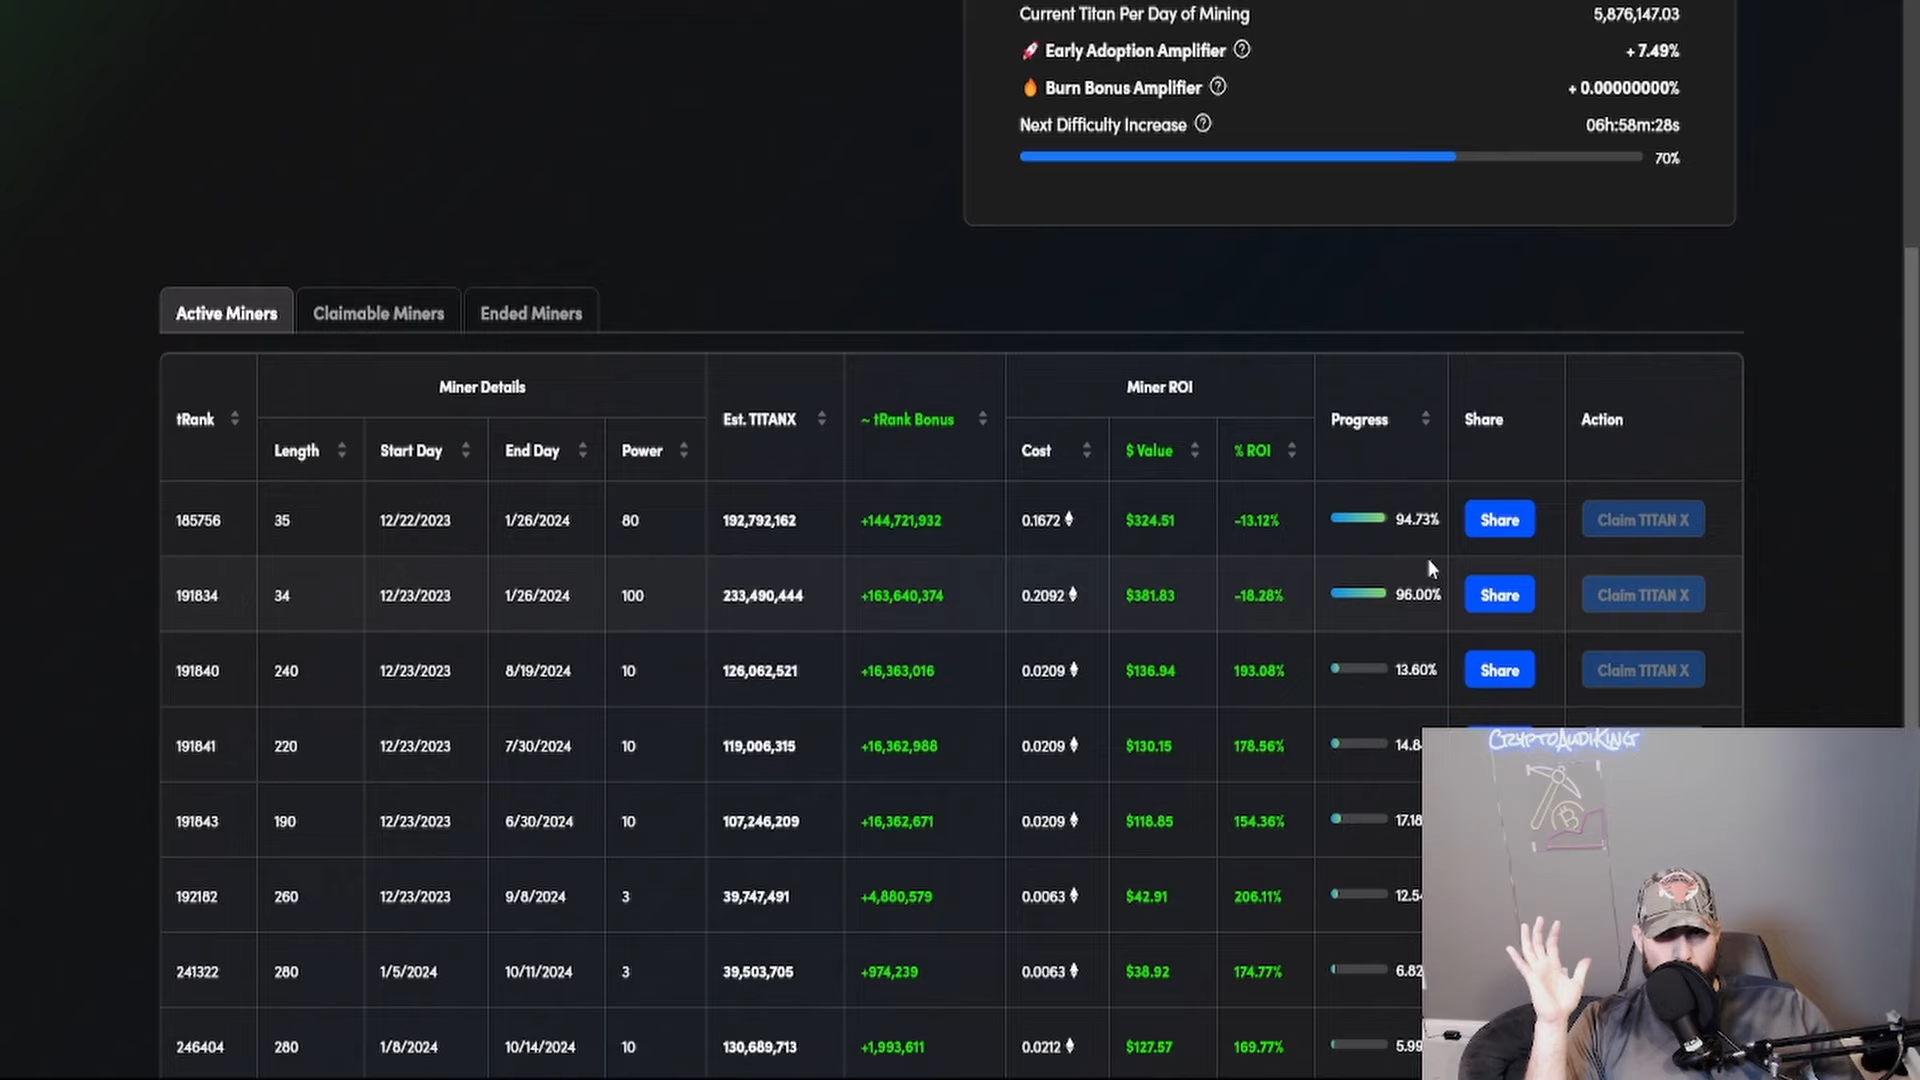 Current Titan Per Day of Mining 5,876,147.03
Early Adoption Amplifier + 7.49%
Burn Bonus Amplifier + 0.00000000%
Next Difficulty Increase 06h:58m:28s
70%
Active Miners Claimable Miners Ended Miners
Miner Details Miner ROI
tRank Est. TITANX ~ tRank Bonus Progress Share Action
Length Start Day End Day Power Cost $ Value % ROI
185756 35 12/22/2023 1/26/2024 80 192,792,162 +144,721,932 0.1672 $324.51 -13.12% 94.73% Share Claim TITAN X
191834 34 12/23/2023 1/26/2024 100 233,490,444 +163,640,374 0.2092 $381.83 -18.28% 96.00% Share Claim TITAN X
191840 240 12/23/2023 8/19/2024 10 126,062,521 +16,363,016 0.0209 $136.94 193.08% 13.60% Share Claim TITAN X
191841 220 12/23/2023 7/30/2024 10 119,006,315 +16,362,988 0.0209 $130.15 178.56% 14.8
191843 190 12/23/2023 6/30/2024 10 107,246,209 +16,362,671 0.0209 $118.85 154.36% 17.18
192182 260 12/23/2023 9/8/2024 3 39,747,491 +4,880,579 0.0063 $42.91 206.11% 12.5
241322 280 1/5/2024 10/11/2024 3 39,503,705 +974,239 0.0063 $38.92 174.77% 6.82
246404 280 1/8/2024 10/14/2024 10 130,689,713 +1,993,611 0.0212 $127.57 169.77% 5.99
CRYPTOAUDIKING